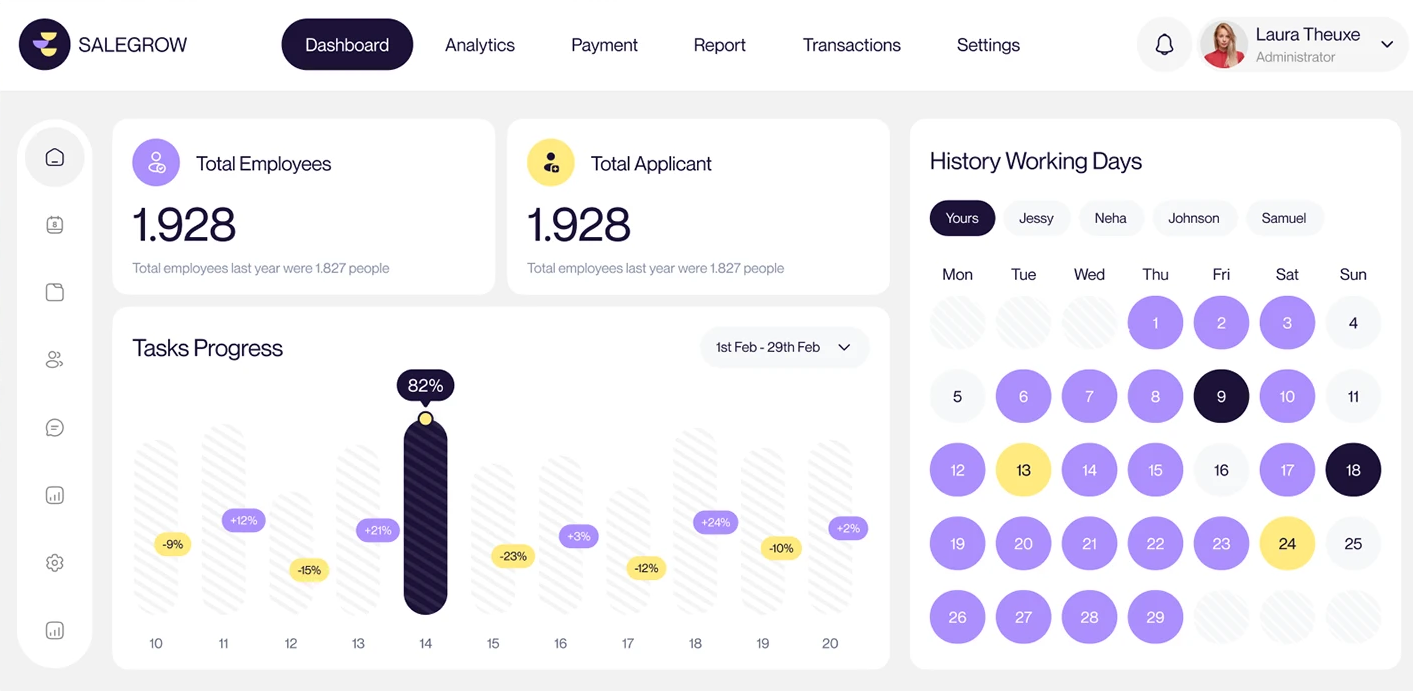 SALEGROW
Dashboard
Analytics
Payment
Report
Transactions
Settings
Laura Theuxe
Administrator
8
Total Employees
1.928
Total employees last year were 1.827 people
Total Applicant
1.928
Total employees last year were 1.827 people
Tasks Progress
1st Feb - 29th Feb
82%
-9%
+12%
-15%
+21%
-23%
+3%
-12%
+24%
-10%
+2%
10 11 12 13 14 15 16 17 18 19 20
History Working Days
Yours Jessy Neha Johnson Samuel
Mon Tue Wed Thu Fri Sat Sun
1 2 3 4
5 6 7 8 9 10 11
12 13 14 15 16 17 18
19 20 21 22 23 24 25
26 27 28 29